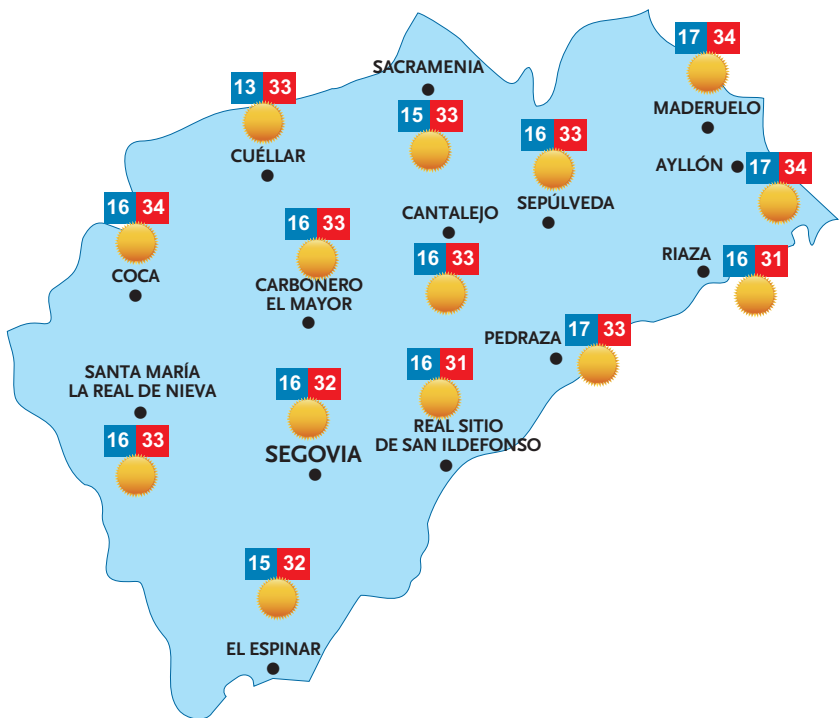 17 34
MADERUELO
SACRAMENIA
15 33
13 33
CUÉLLAR
16 33
SEPÚLVEDA
AYLLÓN
17 34
16 34
COCA
CANTALEJO
16 33
16 33
CARBONERO
EL MAYOR
RIAZA
16 31
PEDRAZA
17 33
SANTA MARÍA
LA REAL DE NIEVA
16 33
16 32
SEGOVIA
16 31
REAL SITIO
DE SAN ILDEFONSO
15 32
EL ESPINAR